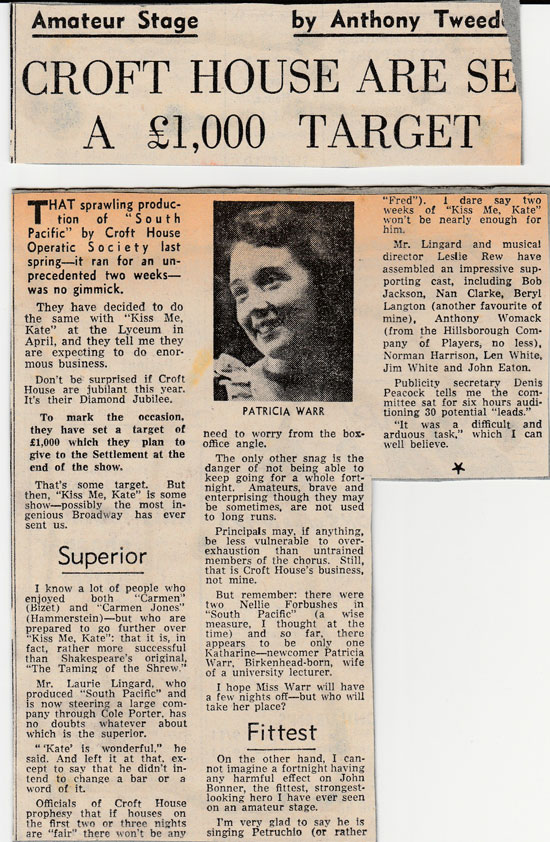 Amateur Stage by Anthony Tweed
CROFT HOUSE ARE SE
A £1,000 TARGET
THAT sprawling produc-
tion of "South
Pacific" by Croft House
Operatic Society last
spring—it ran for an un-
precedented two weeks—
was no gimmick.
They have decided to do
the same with "Kiss Me,
Kate" at the Lyceum in
April, and they tell me they
are expecting to do enor-
mous business.
Don't be surprised if Croft
House are jubilant this year.
It's their Diamond Jubilee.
To mark the occasion,
they have set a target of
£1,000 which they plan to
give to the Settlement at the
end of the show.
That's some target. But
then, "Kiss Me, Kate" is some
show—possibly the most in-
genious Broadway has ever
sent us.
Superior
I know a lot of people who
enjoyed both "Carmen"
(Bizet) and "Carmen Jones"
(Hammerstein)—but who are
prepared to go further over
"Kiss Me, Kate": that it is, in
fact, rather more successful
than Shakespeare's original,
"The Taming of the Shrew."
Mr. Laurie Lingard, who
produced "South Pacific" and
is now steering a large com-
pany through Cole Porter, has
no doubts whatever about
which is the superior.
"'Kate' is wonderful," he
said. And left it at that, ex-
cept to say that he didn't in-
tend to change a bar or a
word of it.
Officials of Croft House
prophesy that if houses on
the first two or three nights
are "fair" there won't be any
PATRICIA WARR
need to worry from the box-
office angle.
The only other snag is the
danger of not being able to
keep going for a whole fort-
night. Amateurs, brave and
enterprising though they may
be sometimes, are not used
to long runs.
Principals may, if anything,
be less vulnerable to over-
exhaustion than untrained
members of the chorus. Still,
that is Croft House's business,
not mine.
But remember: there were
two Nellie Forbushes in
"South Pacific" (a wise
measure, I thought at the
time) and so far, there
appears to be only one
Katharine—newcomer Patricia
Warr, Birkenhead-born, wife
of a university lecturer.
I hope Miss Warr will have
a few nights off—but who will
take her place?
Fittest
On the other hand, I can-
not imagine a fortnight having
any harmful effect on John
Bonner, the fittest, strongest-
looking hero I have ever seen
on an amateur stage.
I'm very glad to see he is
singing Petruchio (or rather
"Fred"). I dare say two
weeks of "Kiss Me, Kate"
won't be nearly enough for
him.
Mr. Lingard and musical
director Leslie Rew have
assembled an impressive sup-
porting cast, including Bob
Jackson, Nan Clarke, Beryl
Langton (another favourite of
mine), Anthony Womack
(from the Hillsborough Com-
pany of Players, no less),
Norman Harrison, Len White,
Jim White and John Eaton.
Publicity secretary Denis
Peacock tells me the com-
mittee sat for six hours audi-
tioning 30 potential "leads."
"It was a difficult and
arduous task," which I can
well believe.